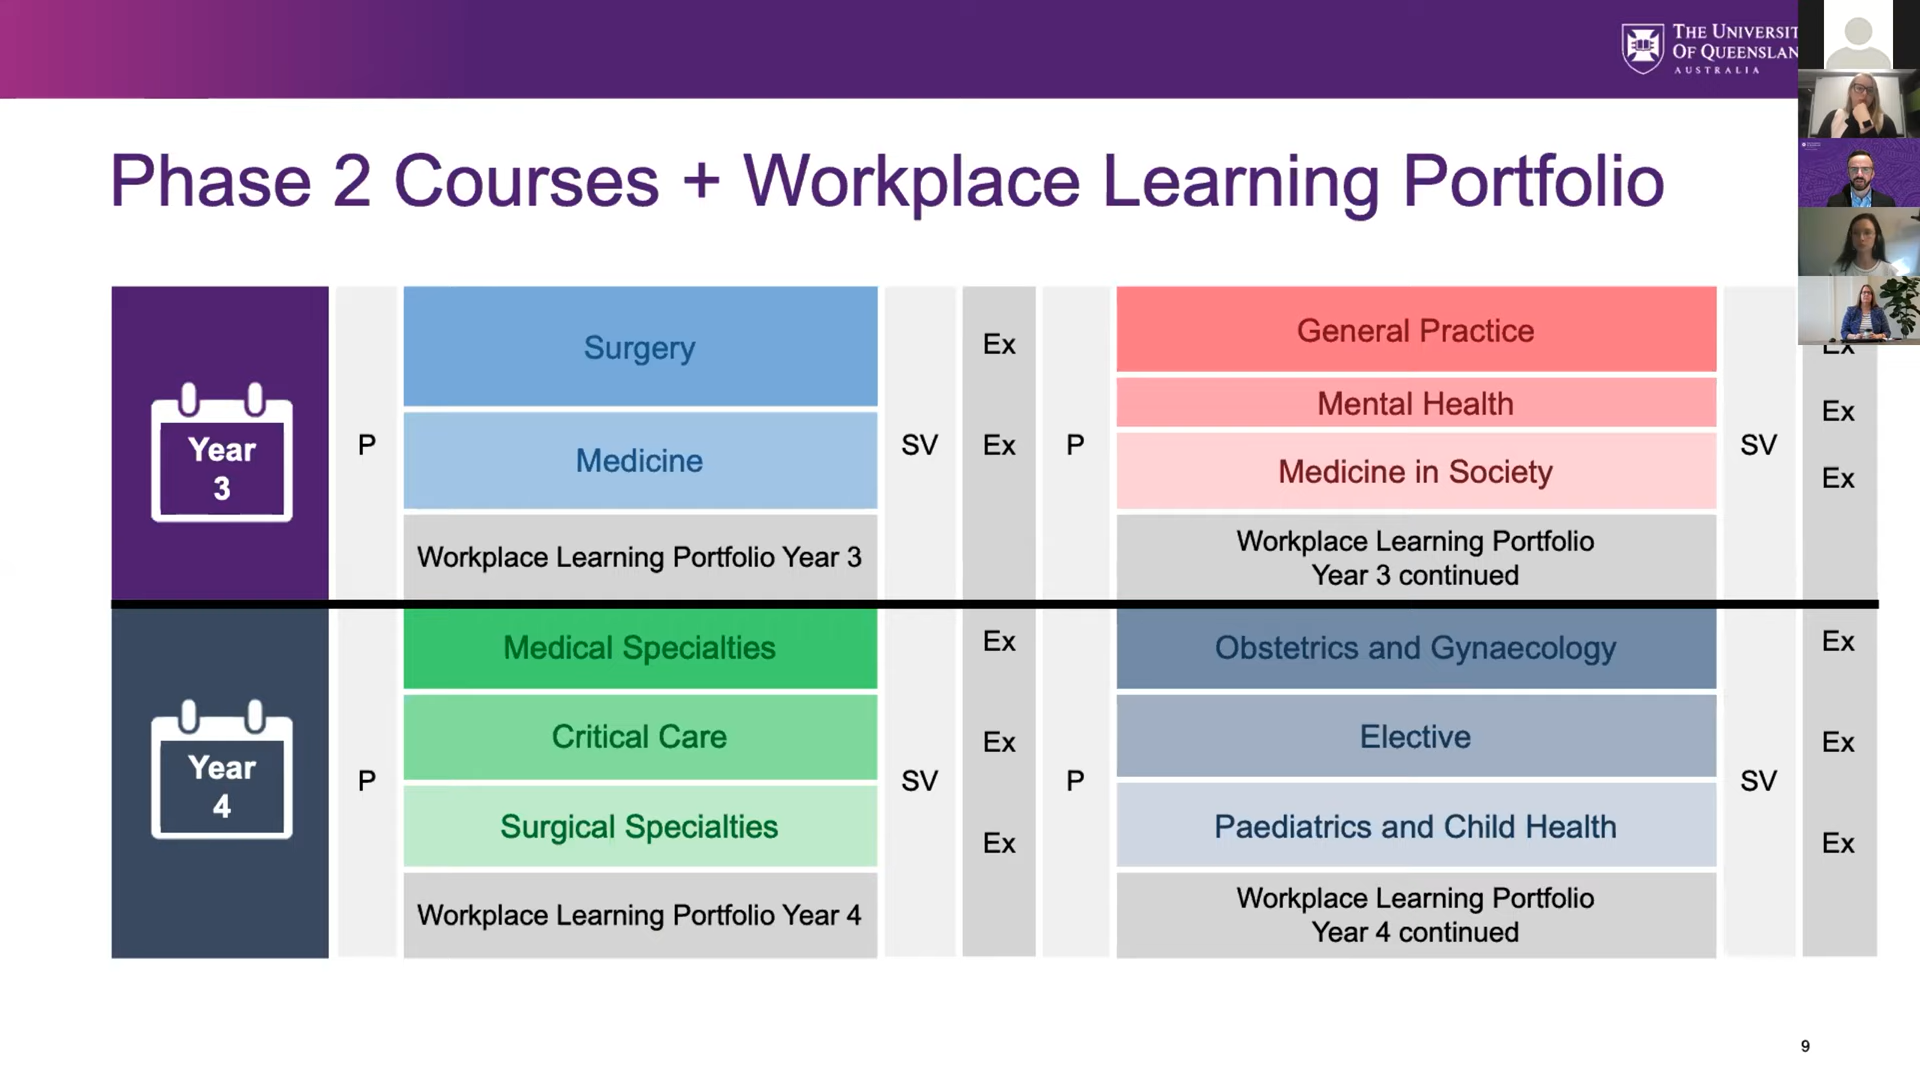 THE UNIVERSIT
OF QUEENSLAN
AUSTRALIA
Phase 2 Courses + Workplace Learning Portfolio
Year
3
P
Surgery
Medicine
Workplace Learning Portfolio Year 3
SV
Ex
Ex
P
General Practice
Mental Health
Medicine in Society
Workplace Learning Portfolio
Year 3 continued
SV
Ex
Ex
Ex
Year
4
P
Medical Specialties
Critical Care
Surgical Specialties
Workplace Learning Portfolio Year 4
SV
Ex
Ex
Ex
P
Obstetrics and Gynaecology
Elective
Paediatrics and Child Health
Workplace Learning Portfolio
Year 4 continued
SV
Ex
Ex
Ex
9